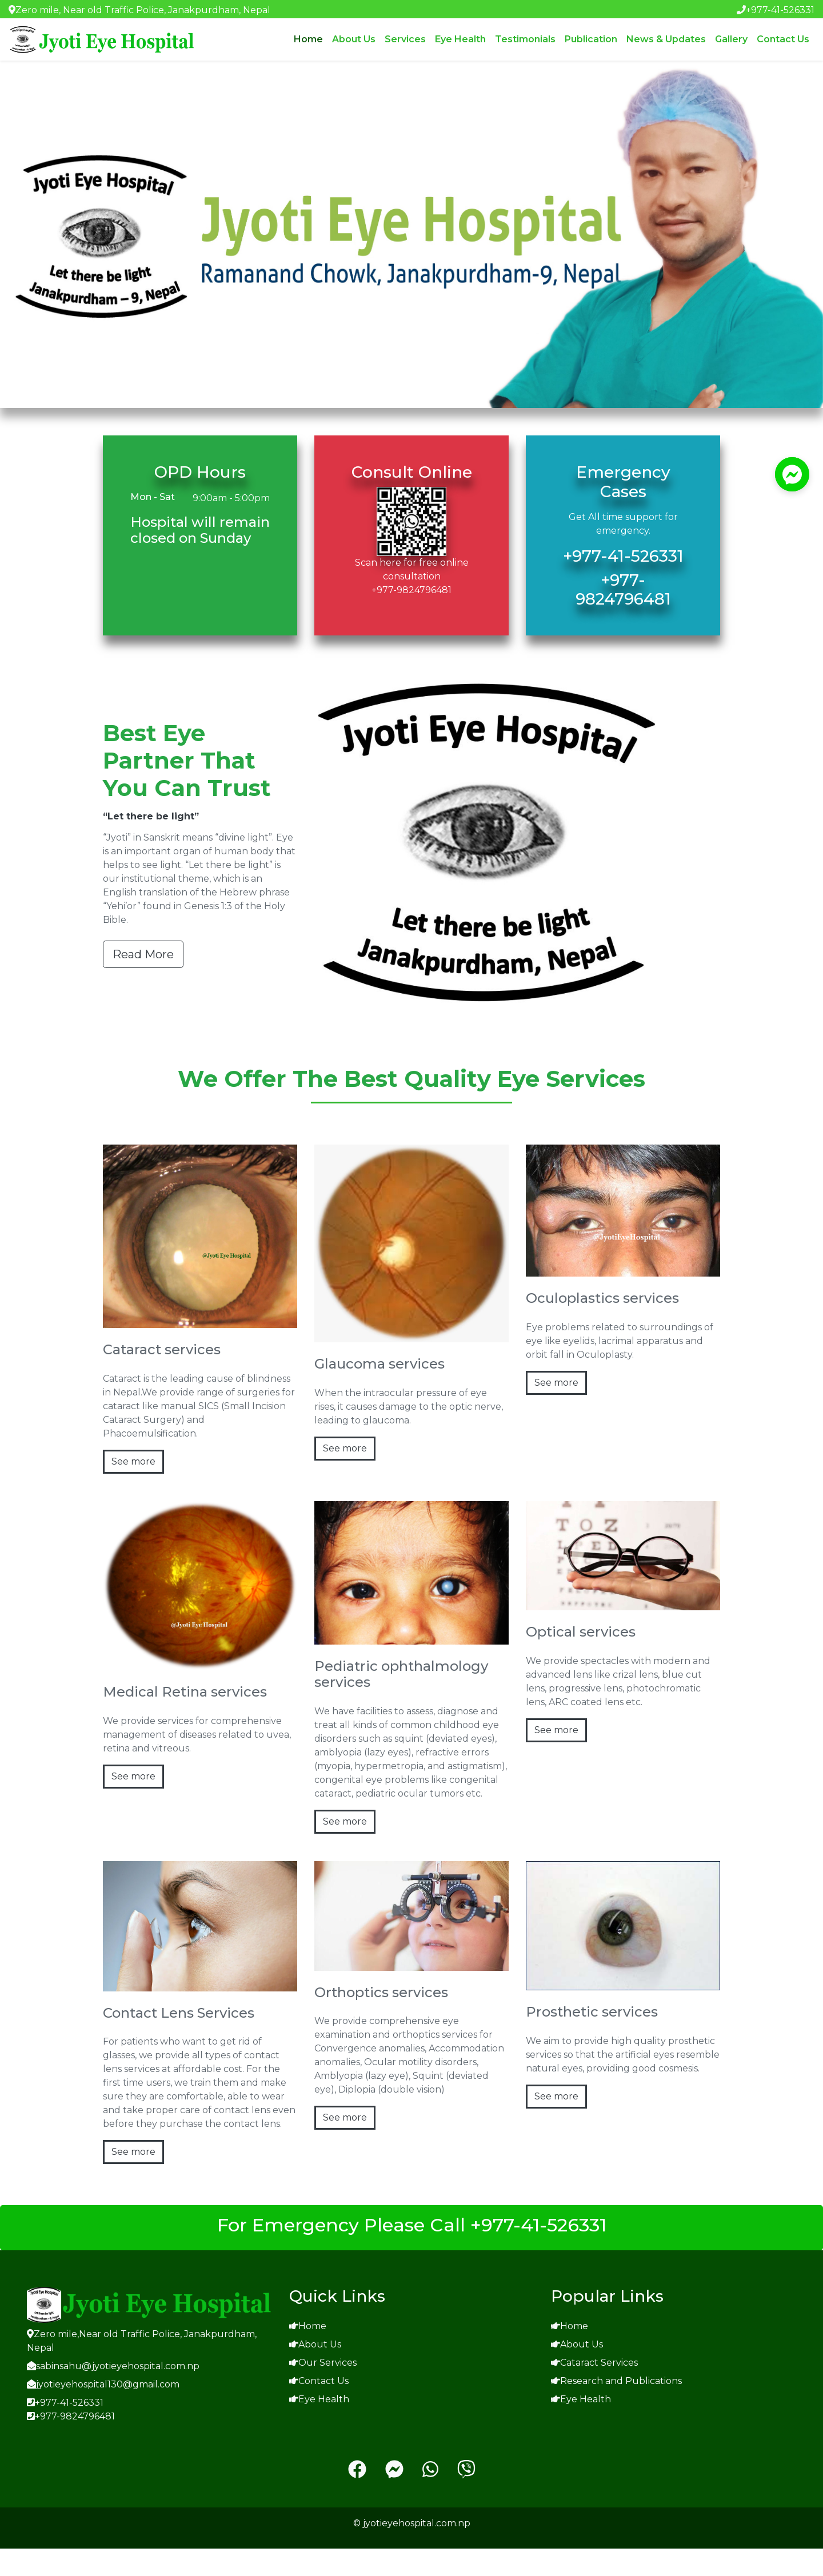 Zero mile, Near old Traffic Police, Janakpurdham, Nepal
+977-41-526331
Jyoti Eye Hospital
Home About Us Services Eye Health Testimonials Publication News & Updates Gallery Contact Us
Jyoti Eye Hospital
Let there be light
Janakpurdham – 9, Nepal
Jyoti Eye Hospital
Ramanand Chowk, Janakpurdham-9, Nepal
OPD Hours
Mon - Sat 9:00am - 5:00pm
Hospital will remain
closed on Sunday
Consult Online
Scan here for free online
consultation
+977-9824796481
Emergency
Cases
Get All time support for
emergency.
+977-41-526331
+977-
9824796481
Best Eye
Partner That
You Can Trust
“Let there be light”
“Jyoti” in Sanskrit means “divine light”. Eye
is an important organ of human body that
helps to see light. “Let there be light” is
our institutional theme, which is an
English translation of the Hebrew phrase
“Yehi’or” found in Genesis 1:3 of the Holy
Bible.
Read More
Jyoti Eye Hospital
Let there be light
Janakpurdham, Nepal
We Offer The Best Quality Eye Services
@Jyoti Eye Hospital
Cataract services
Cataract is the leading cause of blindness
in Nepal.We provide range of surgeries for
cataract like manual SICS (Small Incision
Cataract Surgery) and
Phacoemulsification.
See more
Glaucoma services
When the intraocular pressure of eye
rises, it causes damage to the optic nerve,
leading to glaucoma.
See more
@JyotiEyeHospital
Oculoplastics services
Eye problems related to surroundings of
eye like eyelids, lacrimal apparatus and
orbit fall in Oculoplasty.
See more
@Jyoti Eye Hospital
Medical Retina services
We provide services for comprehensive
management of diseases related to uvea,
retina and vitreous.
See more
Pediatric ophthalmology
services
We have facilities to assess, diagnose and
treat all kinds of common childhood eye
disorders such as squint (deviated eyes),
amblyopia (lazy eyes), refractive errors
(myopia, hypermetropia, and astigmatism),
congenital eye problems like congenital
cataract, pediatric ocular tumors etc.
See more
Optical services
We provide spectacles with modern and
advanced lens like crizal lens, blue cut
lens, progressive lens, photochromatic
lens, ARC coated lens etc.
See more
Contact Lens Services
For patients who want to get rid of
glasses, we provide all types of contact
lens services at affordable cost. For the
first time users, we train them and make
sure they are comfortable, able to wear
and take proper care of contact lens even
before they purchase the contact lens.
See more
Orthoptics services
We provide comprehensive eye
examination and orthoptics services for
Convergence anomalies, Accommodation
anomalies, Ocular motility disorders,
Amblyopia (lazy eye), Squint (deviated
eye), Diplopia (double vision)
See more
Prosthetic services
We aim to provide high quality prosthetic
services so that the artificial eyes resemble
natural eyes, providing good cosmesis.
See more
For Emergency Please Call +977-41-526331
Jyoti Eye Hospital
Zero mile,Near old Traffic Police, Janakpurdham,
Nepal
sabinsahu@jyotieyehospital.com.np
jyotieyehospital130@gmail.com
+977-41-526331
+977-9824796481
Quick Links
Home
About Us
Our Services
Contact Us
Eye Health
Popular Links
Home
About Us
Cataract Services
Research and Publications
Eye Health
© jyotieyehospital.com.np